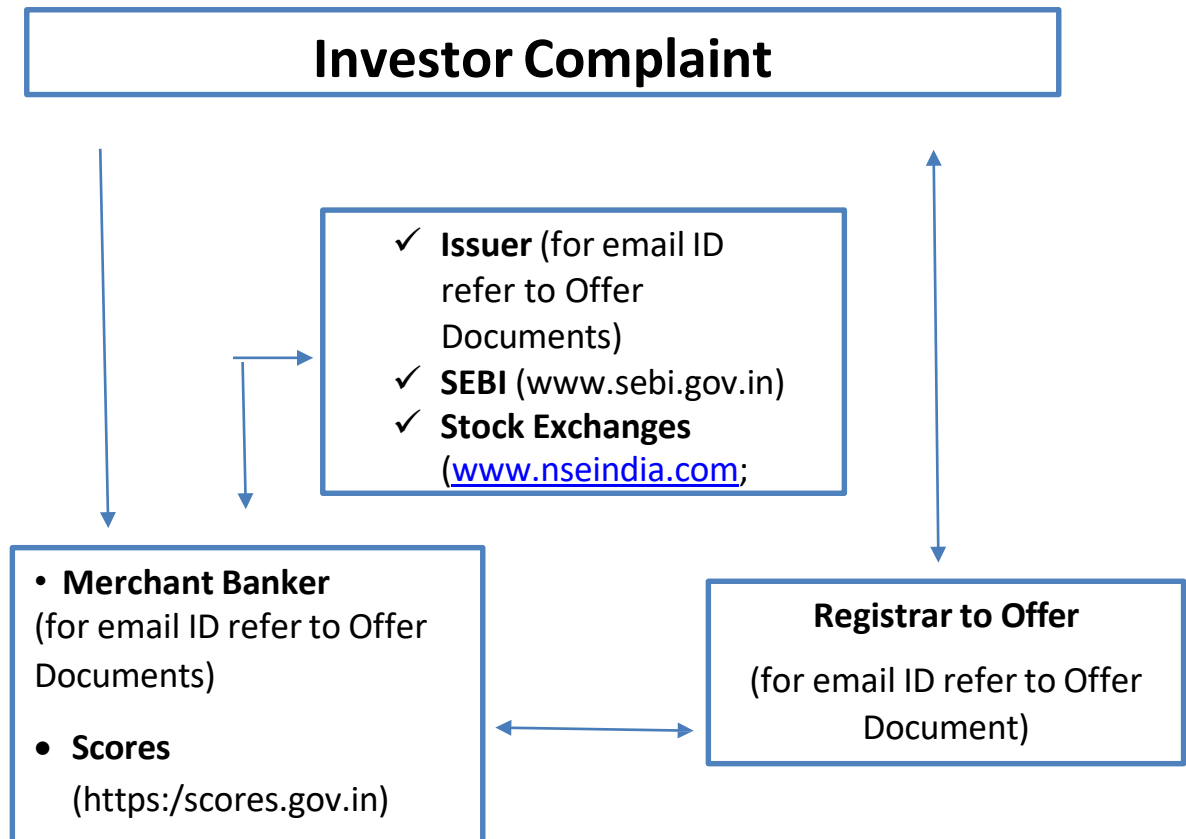 Investor Complaint
✓ Issuer (for email ID
refer to Offer
Documents)
✓ SEBI (www.sebi.gov.in)
✓ Stock Exchanges
(www.nseindia.com;
• Merchant Banker
(for email ID refer to Offer
Documents)
• Scores
(https:/scores.gov.in)
Registrar to Offer
(for email ID refer to Offer
Document)